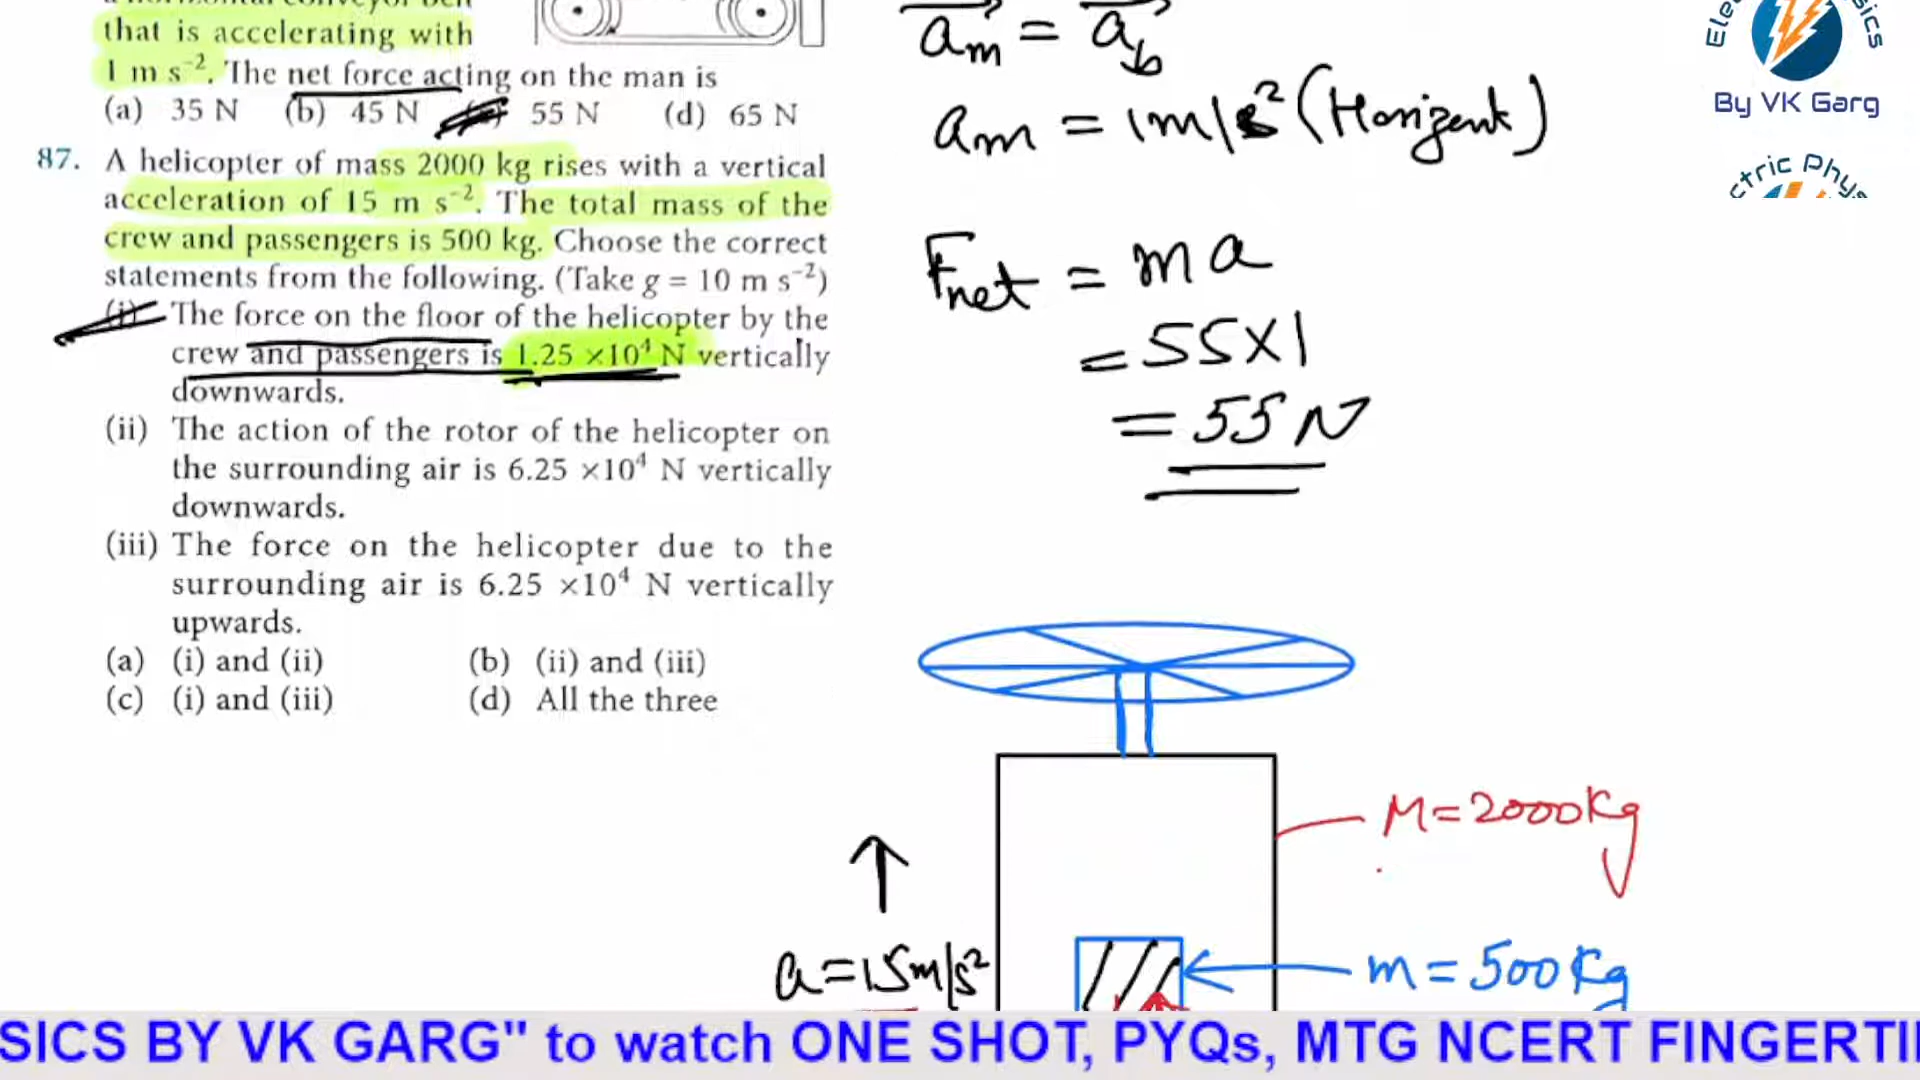 that is accelerating with
1 m s⁻². The net force acting on the man is
(a) 35 N (b) 45 N 55 N (d) 65 N
87. A helicopter of mass 2000 kg rises with a vertical
acceleration of 15 m s⁻². The total mass of the
crew and passengers is 500 kg. Choose the correct
statements from the following. (Take g = 10 m s⁻²)
(i) The force on the floor of the helicopter by the
crew and passengers is 1.25 ×10⁴ N vertically
downwards.
(ii) The action of the rotor of the helicopter on
the surrounding air is 6.25 ×10⁴ N vertically
downwards.
(iii) The force on the helicopter due to the
surrounding air is 6.25 ×10⁴ N vertically
upwards.
(a) (i) and (ii) (b) (ii) and (iii)
(c) (i) and (iii) (d) All the three
am = ab
am = 1m/s² (Horizont)
Fnet = ma
= 55×1
= 55N
M = 2000Kg
a = 15m/s²
m = 500Kg
By VK Garg
SICS BY VK GARG" to watch ONE SHOT, PYQs, MTG NCERT FINGERTI